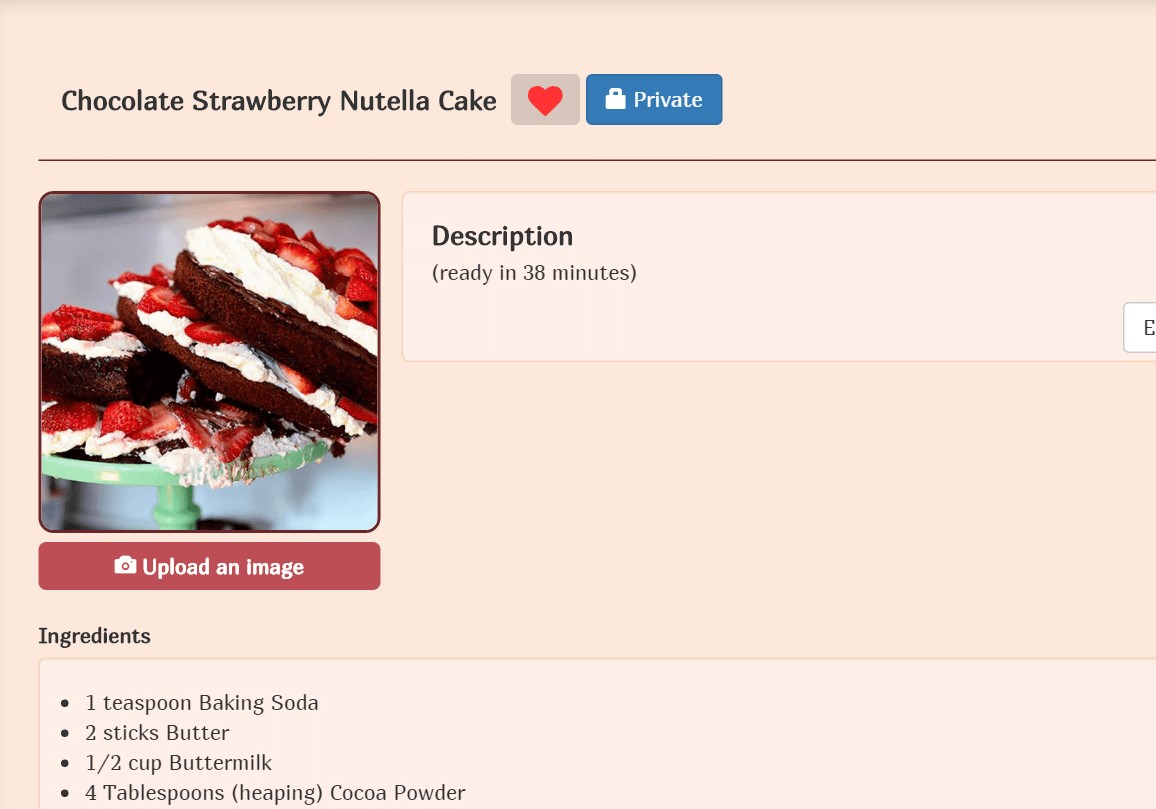 Chocolate Strawberry Nutella Cake
Private
Description
(ready in 38 minutes)
E
Upload an image
Ingredients
• 1 teaspoon Baking Soda
• 2 sticks Butter
• 1/2 cup Buttermilk
• 4 Tablespoons (heaping) Cocoa Powder